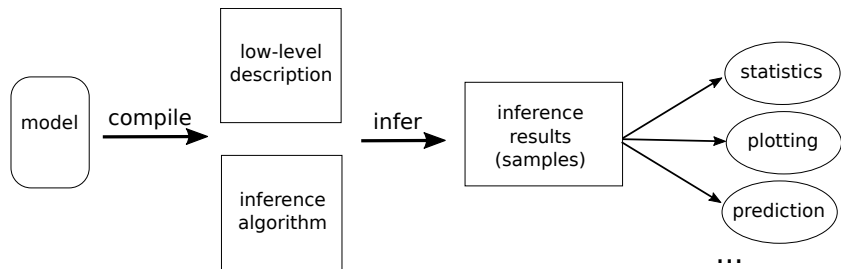 model
compile
low-level
description
inference
algorithm
infer
inference
results
(samples)
statistics
plotting
prediction
...